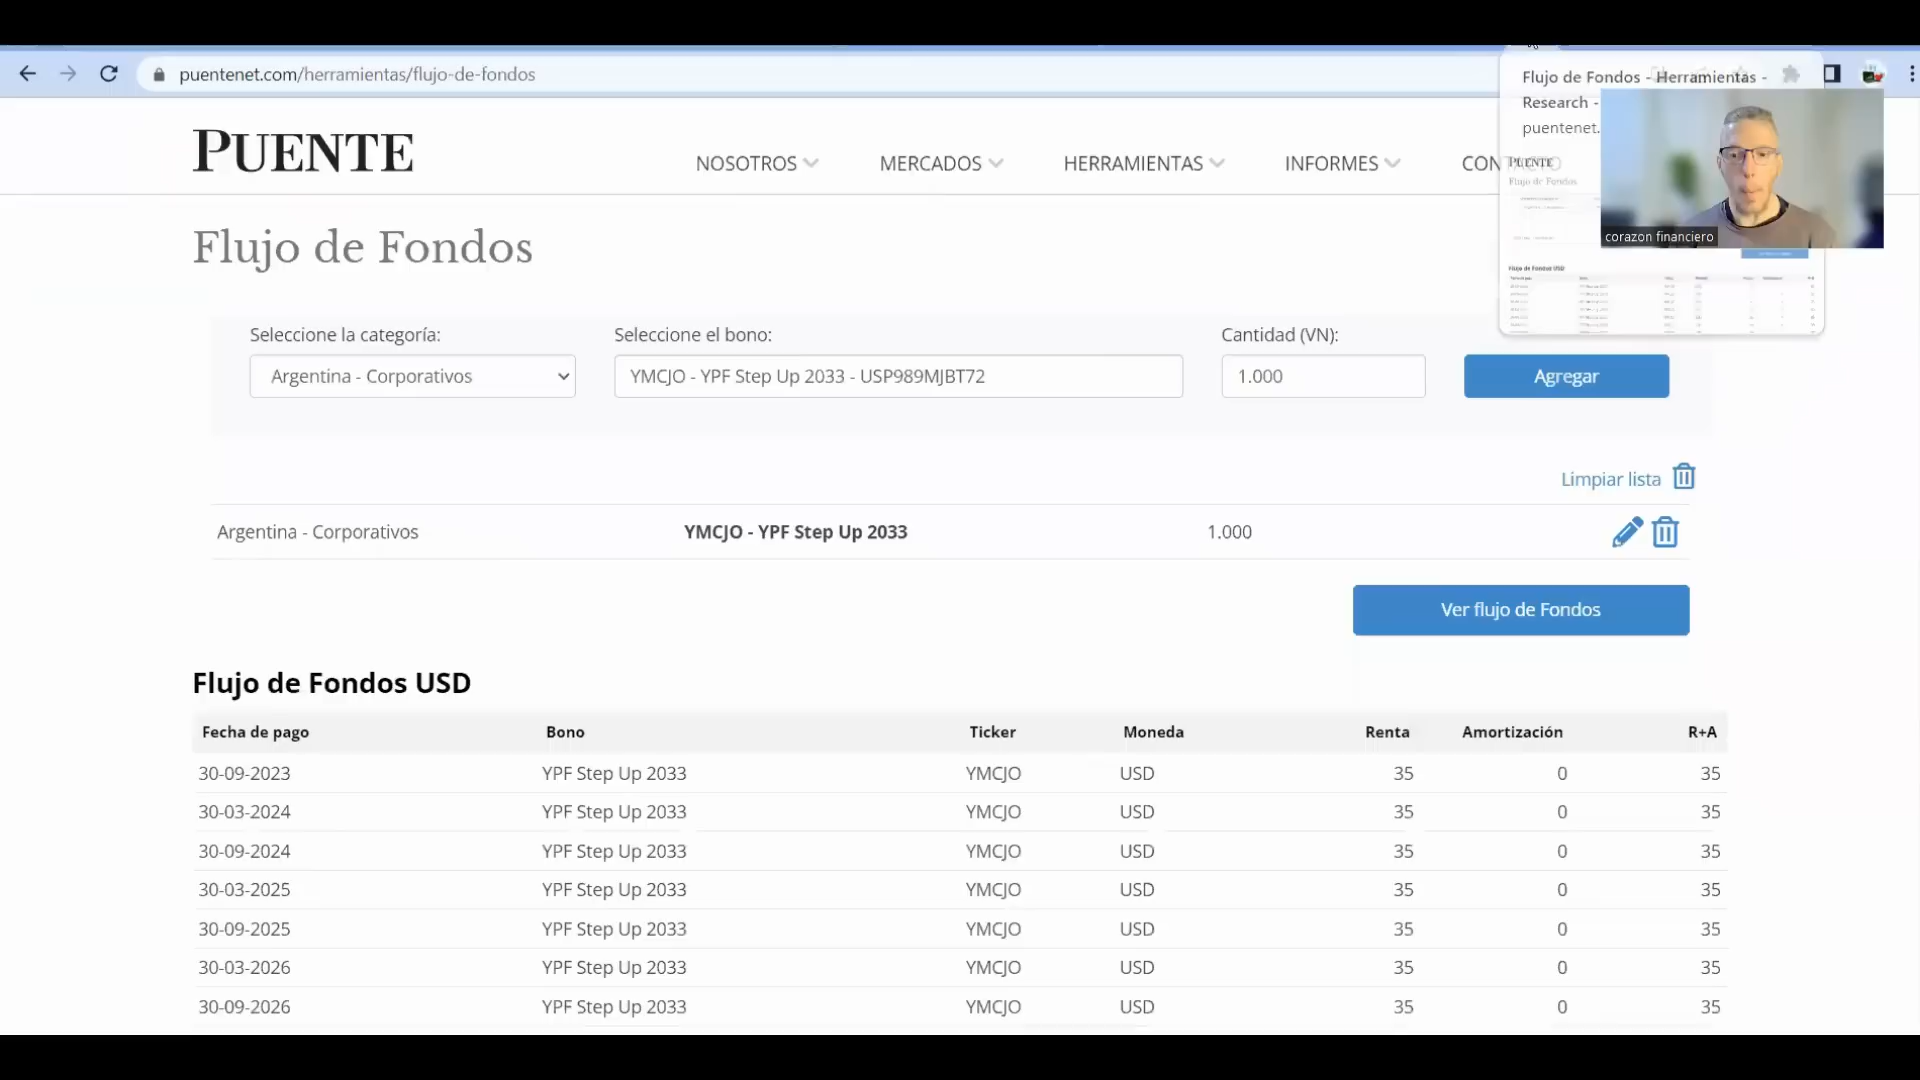 puentenet.com/herramientas/flujo-de-fondos
Flujo de Fondos - Herramientas -
Research -
puentenet.
PUENTE
NOSOTROS
MERCADOS
HERRAMIENTAS
INFORMES
PUENTE
Flujo de Fondos
corazon financiero
Flujo de Fondos USD
Flujo de Fondos
Seleccione la categoría:
Seleccione el bono:
Cantidad (VN):
Argentina - Corporativos
YMCJO - YPF Step Up 2033 - USP989MJBT72
1.000
Agregar
Limpiar lista
Argentina - Corporativos YMCJO - YPF Step Up 2033 1.000
Ver flujo de Fondos
Flujo de Fondos USD
Fecha de pago Bono Ticker Moneda Renta Amortización R+A
30-09-2023 YPF Step Up 2033 YMCJO USD 35 0 35
30-03-2024 YPF Step Up 2033 YMCJO USD 35 0 35
30-09-2024 YPF Step Up 2033 YMCJO USD 35 0 35
30-03-2025 YPF Step Up 2033 YMCJO USD 35 0 35
30-09-2025 YPF Step Up 2033 YMCJO USD 35 0 35
30-03-2026 YPF Step Up 2033 YMCJO USD 35 0 35
30-09-2026 YPF Step Up 2033 YMCJO USD 35 0 35